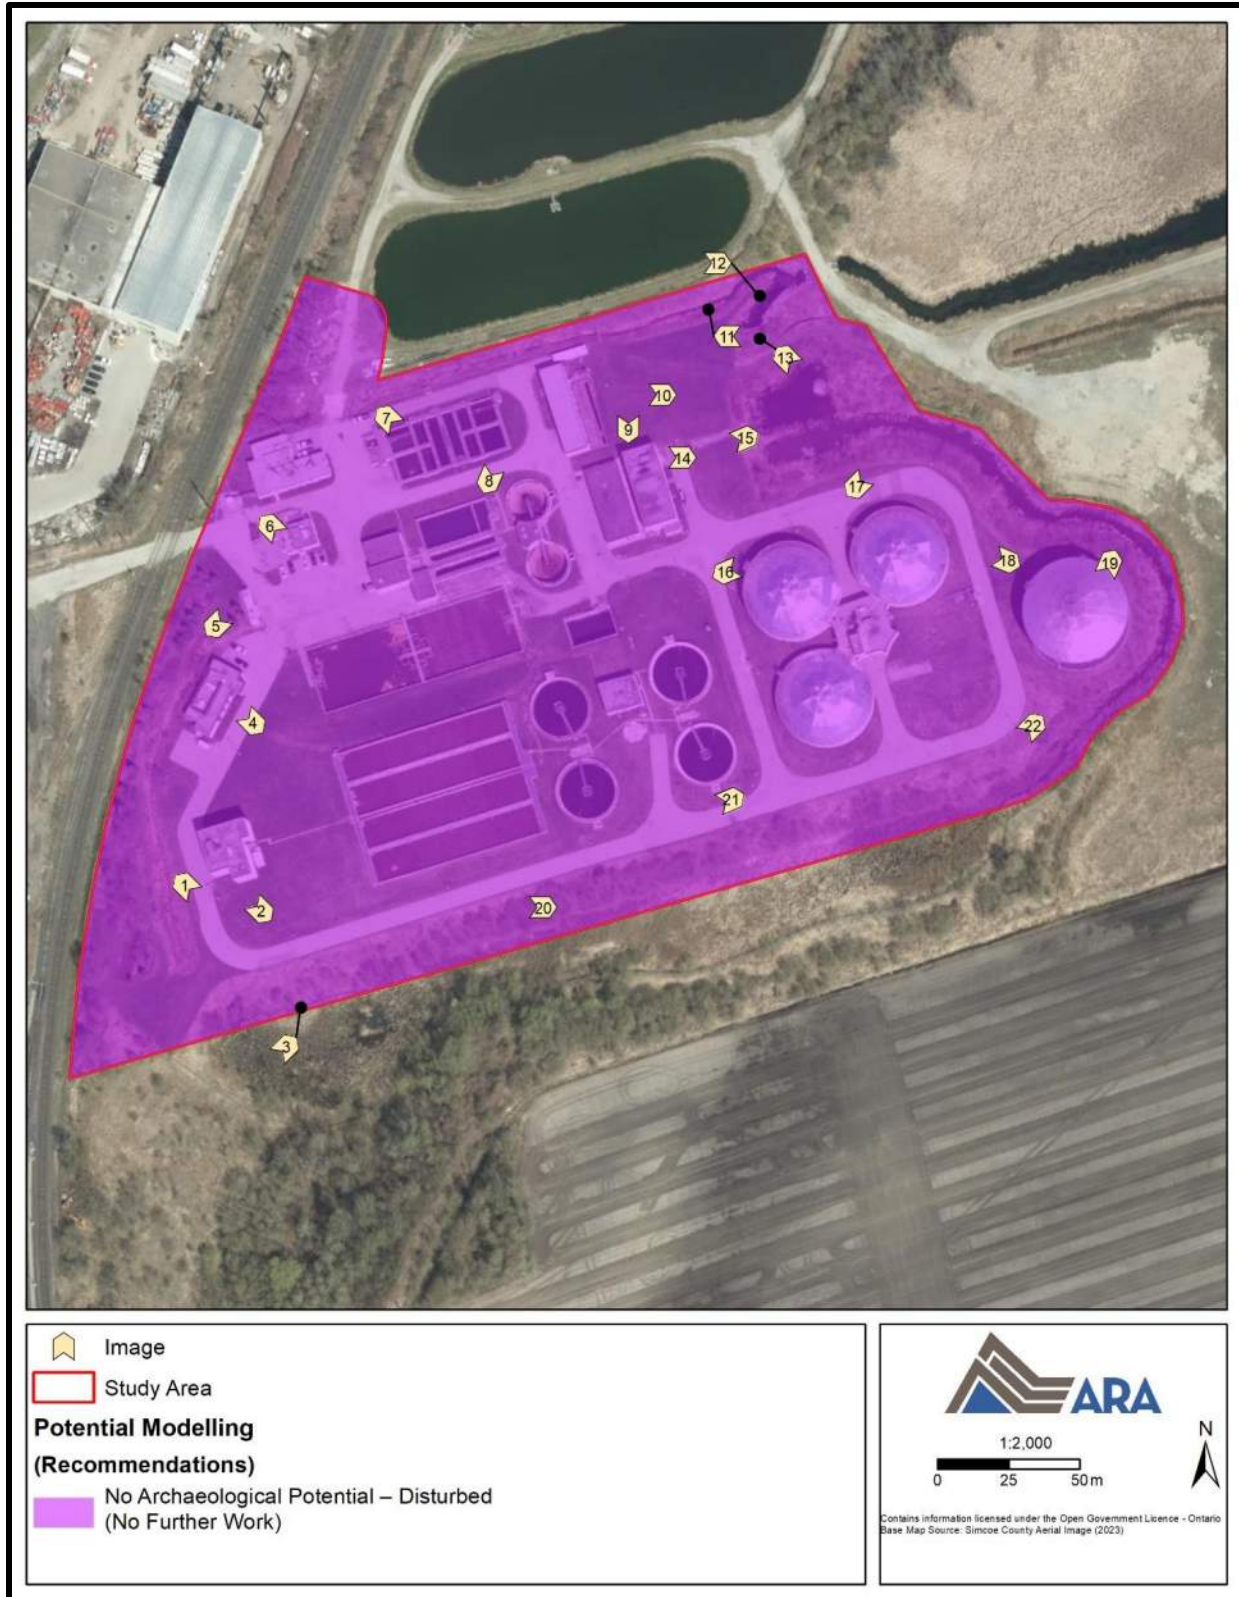 12
11
13
10
7
9
15
14
8
17
6
18
19
16
5
4
22
21
1
2
20
3
Image
Study Area
Potential Modelling
(Recommendations)
No Archaeological Potential – Disturbed
(No Further Work)
ARA
N
1:2,000
0 25 50 m
Contains information licensed under the Open Government Licence - Ontario
Base Map Source: Simcoe County Aerial Image (2023)